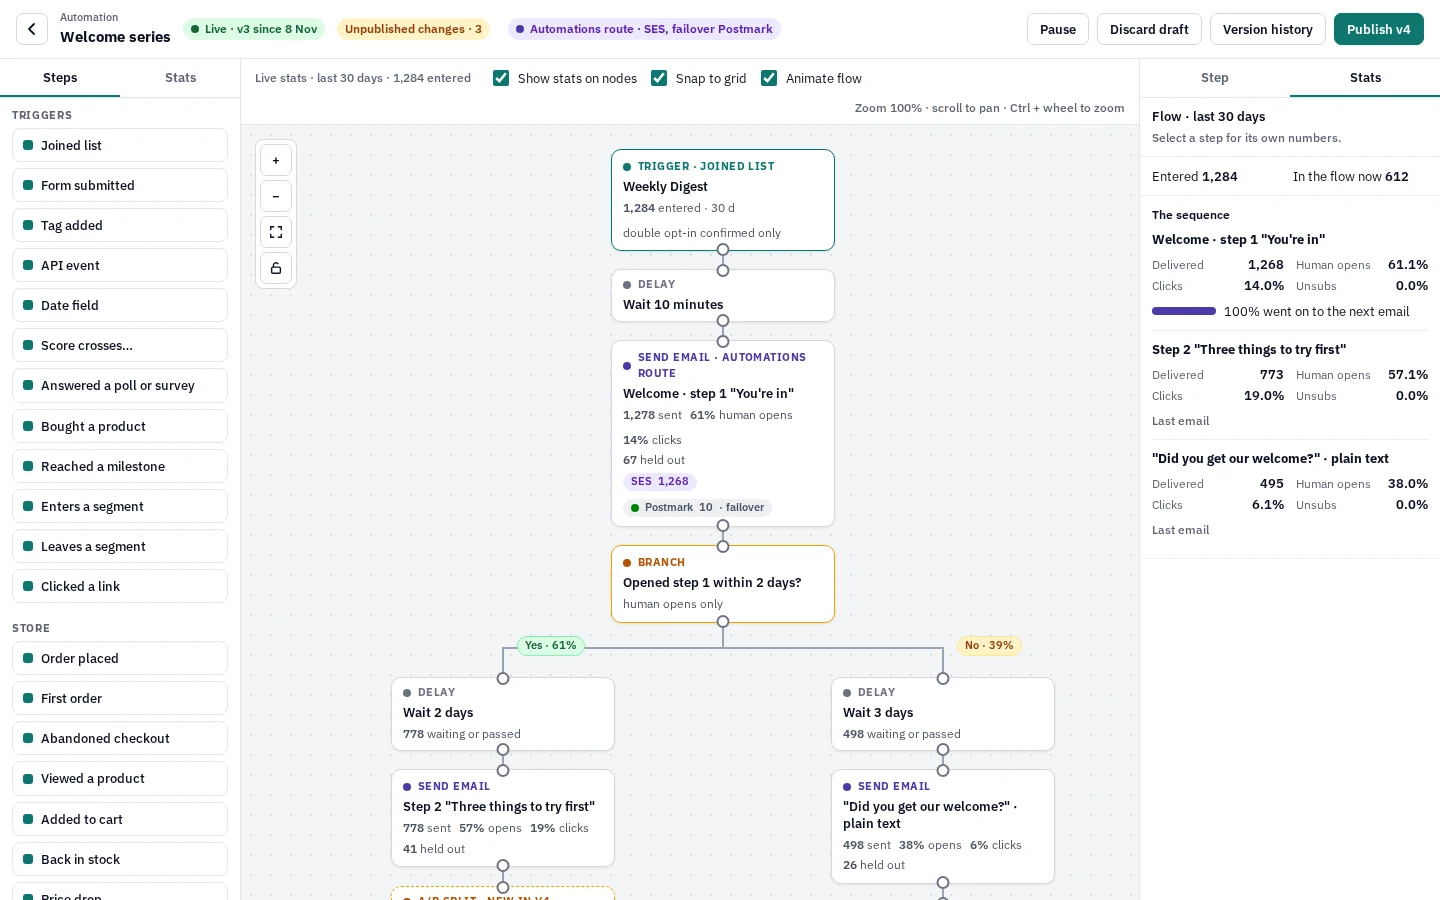 Automation
Welcome series
Live · v3 since 8 Nov
Unpublished changes · 3
Automations route · SES, failover Postmark
Pause
Discard draft
Version history
Publish v4
Steps
Stats
TRIGGERS
Joined list
Form submitted
Tag added
API event
Date field
Score crosses…
Answered a poll or survey
Bought a product
Reached a milestone
Enters a segment
Leaves a segment
Clicked a link
STORE
Order placed
First order
Abandoned checkout
Viewed a product
Added to cart
Back in stock
Price drop
Live stats · last 30 days · 1,284 entered
Show stats on nodes
Snap to grid
Animate flow
Zoom 100% · scroll to pan · Ctrl + wheel to zoom
TRIGGER · JOINED LIST
Weekly Digest
1,284 entered · 30 d
double opt-in confirmed only
DELAY
Wait 10 minutes
SEND EMAIL · AUTOMATIONS
ROUTE
Welcome · step 1 "You're in"
1,278 sent 61% human opens
14% clicks
67 held out
SES 1,268
Postmark 10 · failover
BRANCH
Opened step 1 within 2 days?
human opens only
Yes · 61%
No · 39%
DELAY
Wait 2 days
778 waiting or passed
SEND EMAIL
Step 2 "Three things to try first"
778 sent 57% opens 19% clicks
41 held out
A/B SPLIT · NEW IN V4
DELAY
Wait 3 days
498 waiting or passed
SEND EMAIL
"Did you get our welcome?" ·
plain text
498 sent 38% opens 6% clicks
26 held out
Step
Stats
Flow · last 30 days
Select a step for its own numbers.
Entered 1,284
In the flow now 612
The sequence
Welcome · step 1 "You're in"
Delivered 1,268 Human opens 61.1%
Clicks 14.0% Unsubs 0.0%
100% went on to the next email
Step 2 "Three things to try first"
Delivered 773 Human opens 57.1%
Clicks 19.0% Unsubs 0.0%
Last email
"Did you get our welcome?" · plain text
Delivered 495 Human opens 38.0%
Clicks 6.1% Unsubs 0.0%
Last email